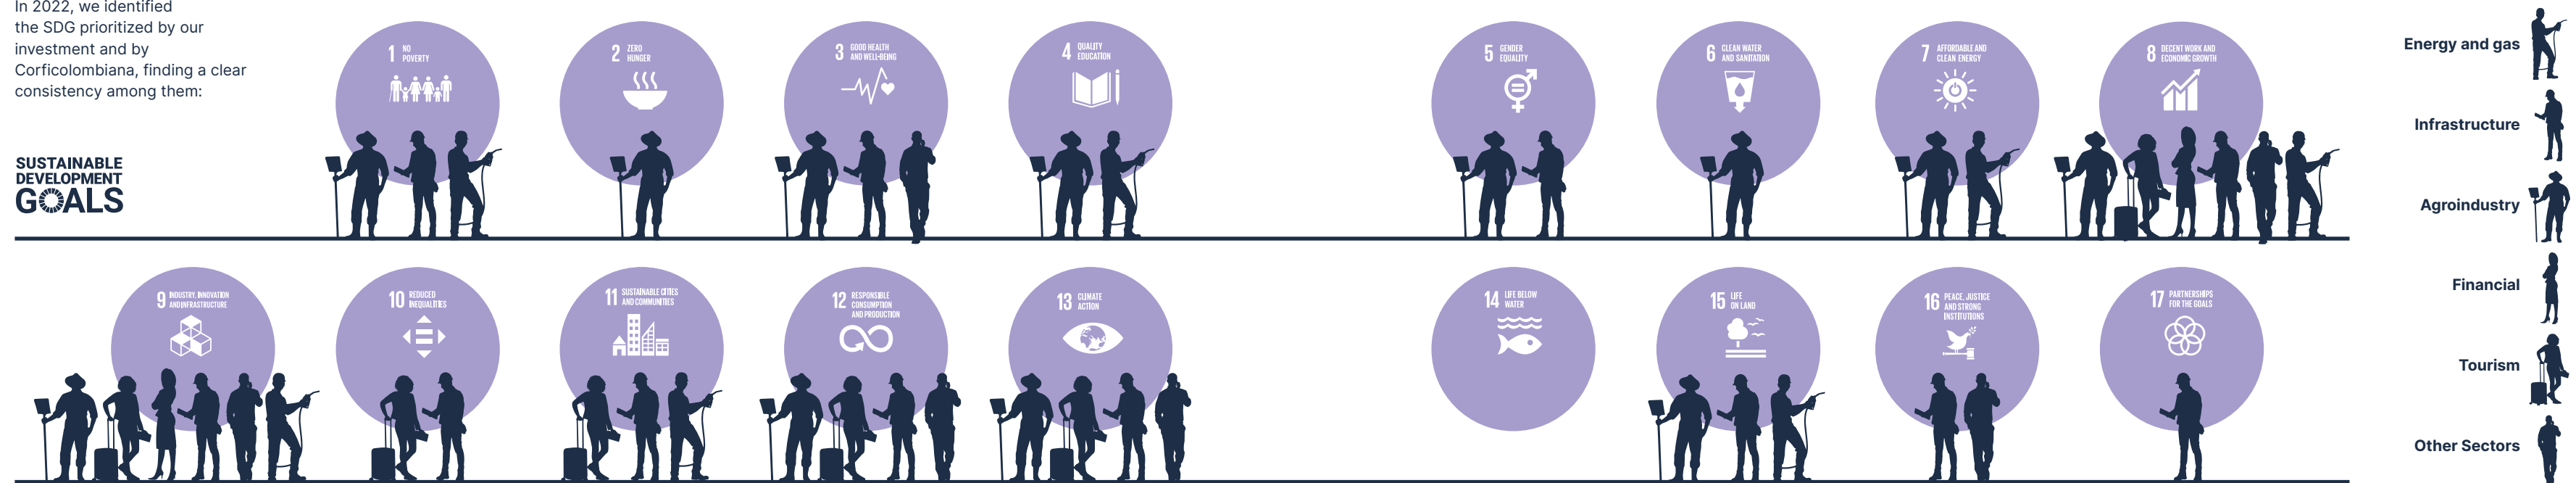 In 2022, we identified
the SDG prioritized by our
investment and by
Corficolombiana, finding a clear
consistency among them:
SUSTAINABLE
DEVELOPMENT
GOALS
1 NO
POVERTY
2 ZERO
HUNGER
3 GOOD HEALTH
AND WELL-BEING
4 QUALITY
EDUCATION
5 GENDER
EQUALITY
6 CLEAN WATER
AND SANITATION
7 AFFORDABLE AND
CLEAN ENERGY
8 DECENT WORK AND
ECONOMIC GROWTH
9 INDUSTRY, INNOVATION
AND INFRASTRUCTURE
10 REDUCED
INEQUALITIES
11 SUSTAINABLE CITIES
AND COMMUNITIES
12 RESPONSIBLE
CONSUMPTION
AND PRODUCTION
13 CLIMATE
ACTION
14 LIFE BELOW
WATER
15 LIFE
ON LAND
16 PEACE, JUSTICE
AND STRONG
INSTITUTIONS
17 PARTNERSHIPS
FOR THE GOALS
Energy and gas
Infrastructure
Agroindustry
Financial
Tourism
Other Sectors